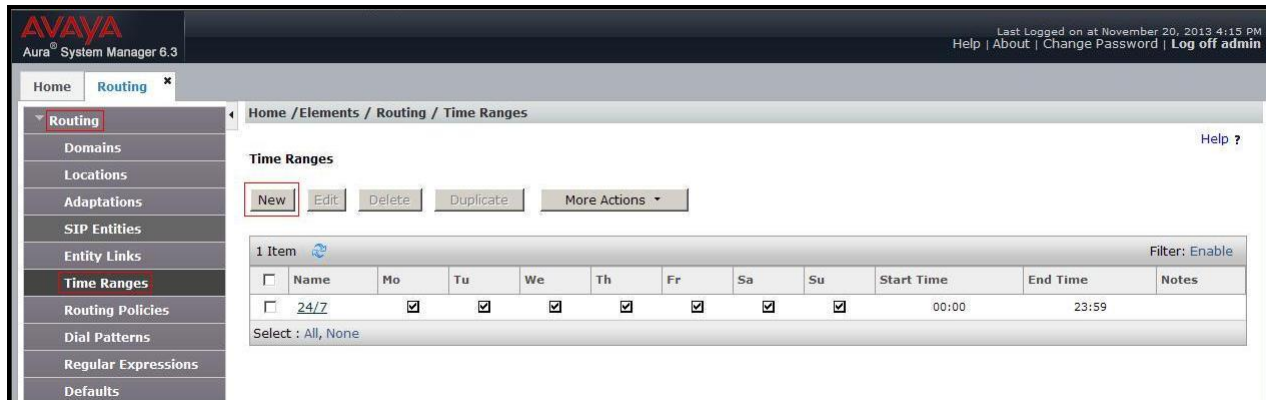 AVAYA
Aura® System Manager 6.3
Last Logged on at November 20, 2013 4:15 PM
Help | About | Change Password | Log off admin
Home Routing ×
Routing
Domains
Locations
Adaptations
SIP Entities
Entity Links
Time Ranges
Routing Policies
Dial Patterns
Regular Expressions
Defaults
Home /Elements / Routing / Time Ranges
Help ?
Time Ranges
New Edit Delete Duplicate More Actions
1 Item Filter: Enable
Name Mo Tu We Th Fr Sa Su Start Time End Time Notes
24/7 00:00 23:59
Select : All, None